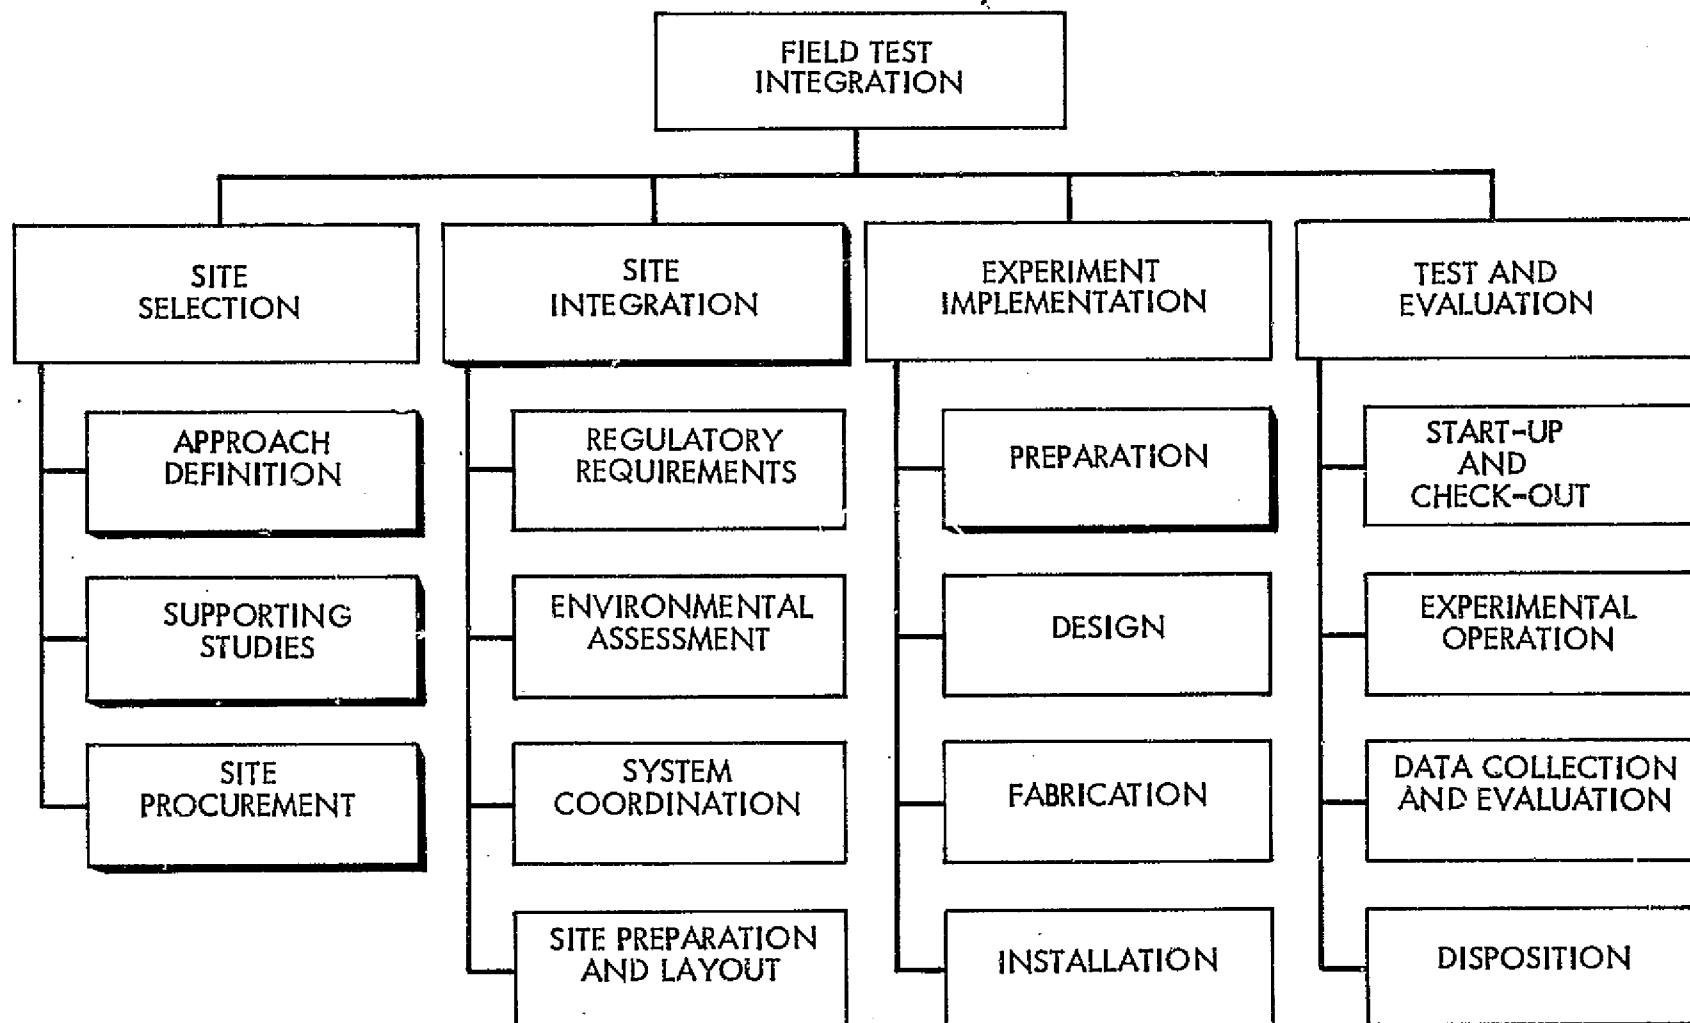 FIELD TEST
INTEGRATION
SITE
SELECTION
APPROACH
DEFINITION
SUPPORTING
STUDIES
SITE
PROCUREMENT
SITE
INTEGRATION
REGULATORY
REQUIREMENTS
ENVIRONMENTAL
ASSESSMENT
SYSTEM
COORDINATION
SITE PREPARATION
AND LAYOUT
EXPERIMENT
IMPLEMENTATION
PREPARATION
DESIGN
FABRICATION
INSTALLATION
TEST AND
EVALUATION
START-UP
AND
CHECK-OUT
EXPERIMENTAL
OPERATION
DATA COLLECTION
AND EVALUATION
DISPOSITION